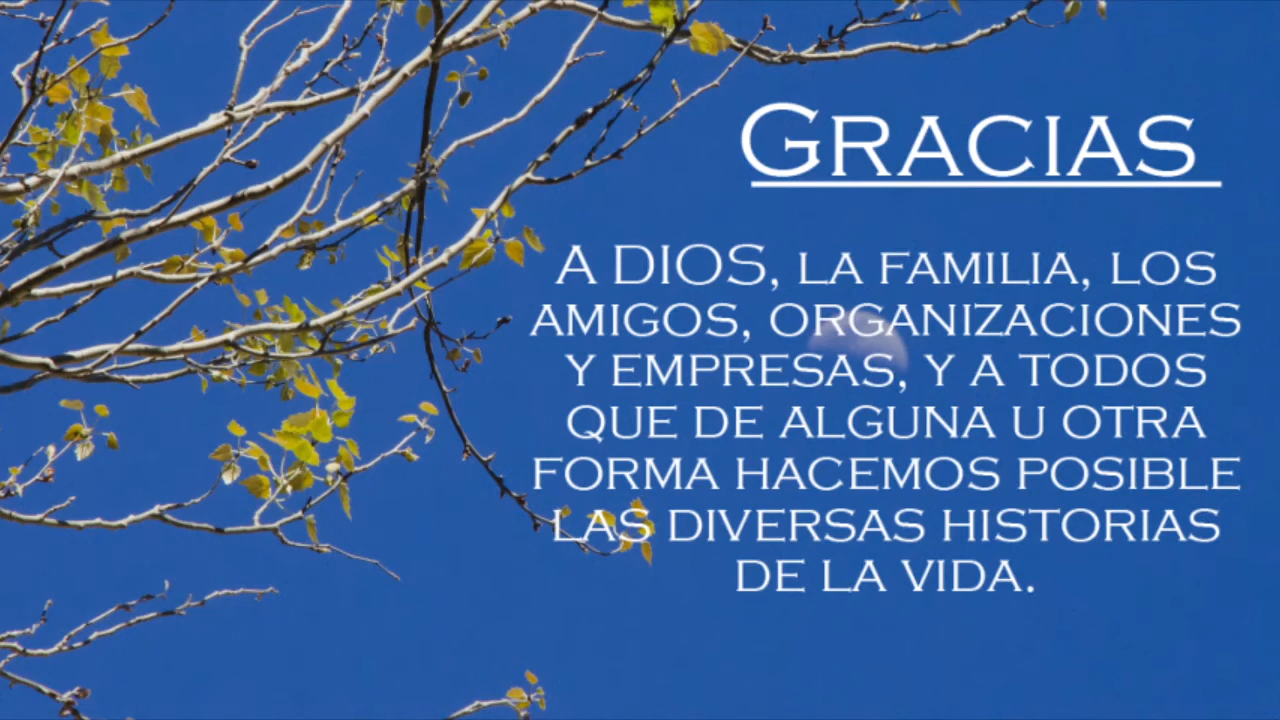 GRACIAS
A DIOS, LA FAMILIA, LOS
AMIGOS, ORGANIZACIONES
Y EMPRESAS, Y A TODOS
QUE DE ALGUNA U OTRA
FORMA HACEMOS POSIBLE
LAS DIVERSAS HISTORIAS
DE LA VIDA.